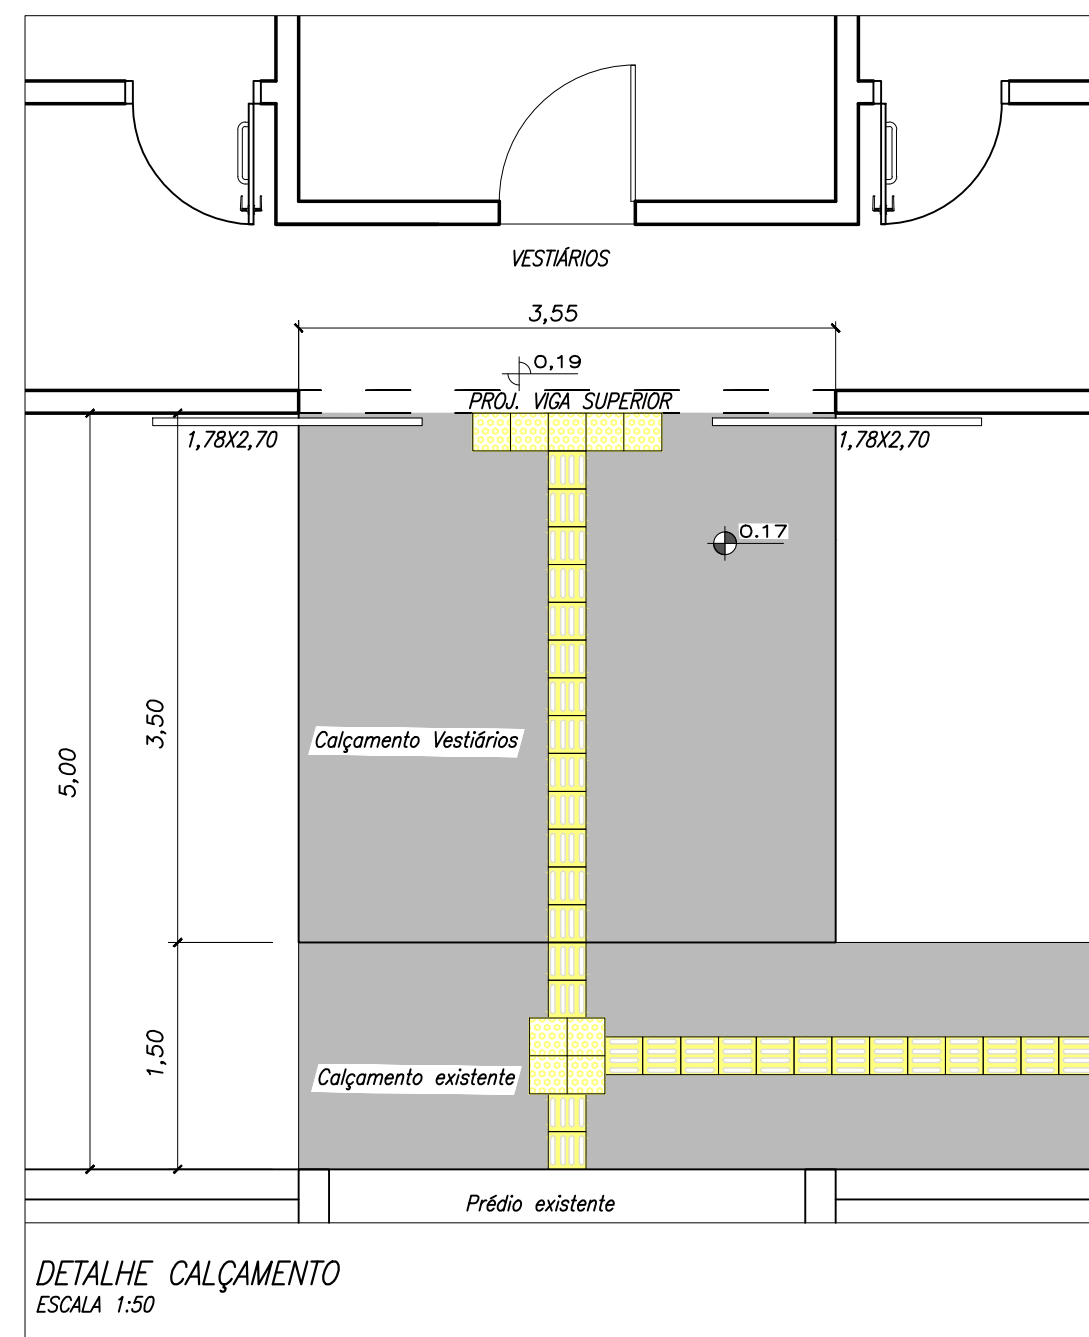 VESTIÁRIOS
3,55
0,19
PROJ. VIGA SUPERIOR
1,78X2,70
1,78X2,70
0.17
3,50
Calçamento Vestiários
5,00
1,50
Calçamento existente
Prédio existente
DETALHE CALÇAMENTO
ESCALA 1:50